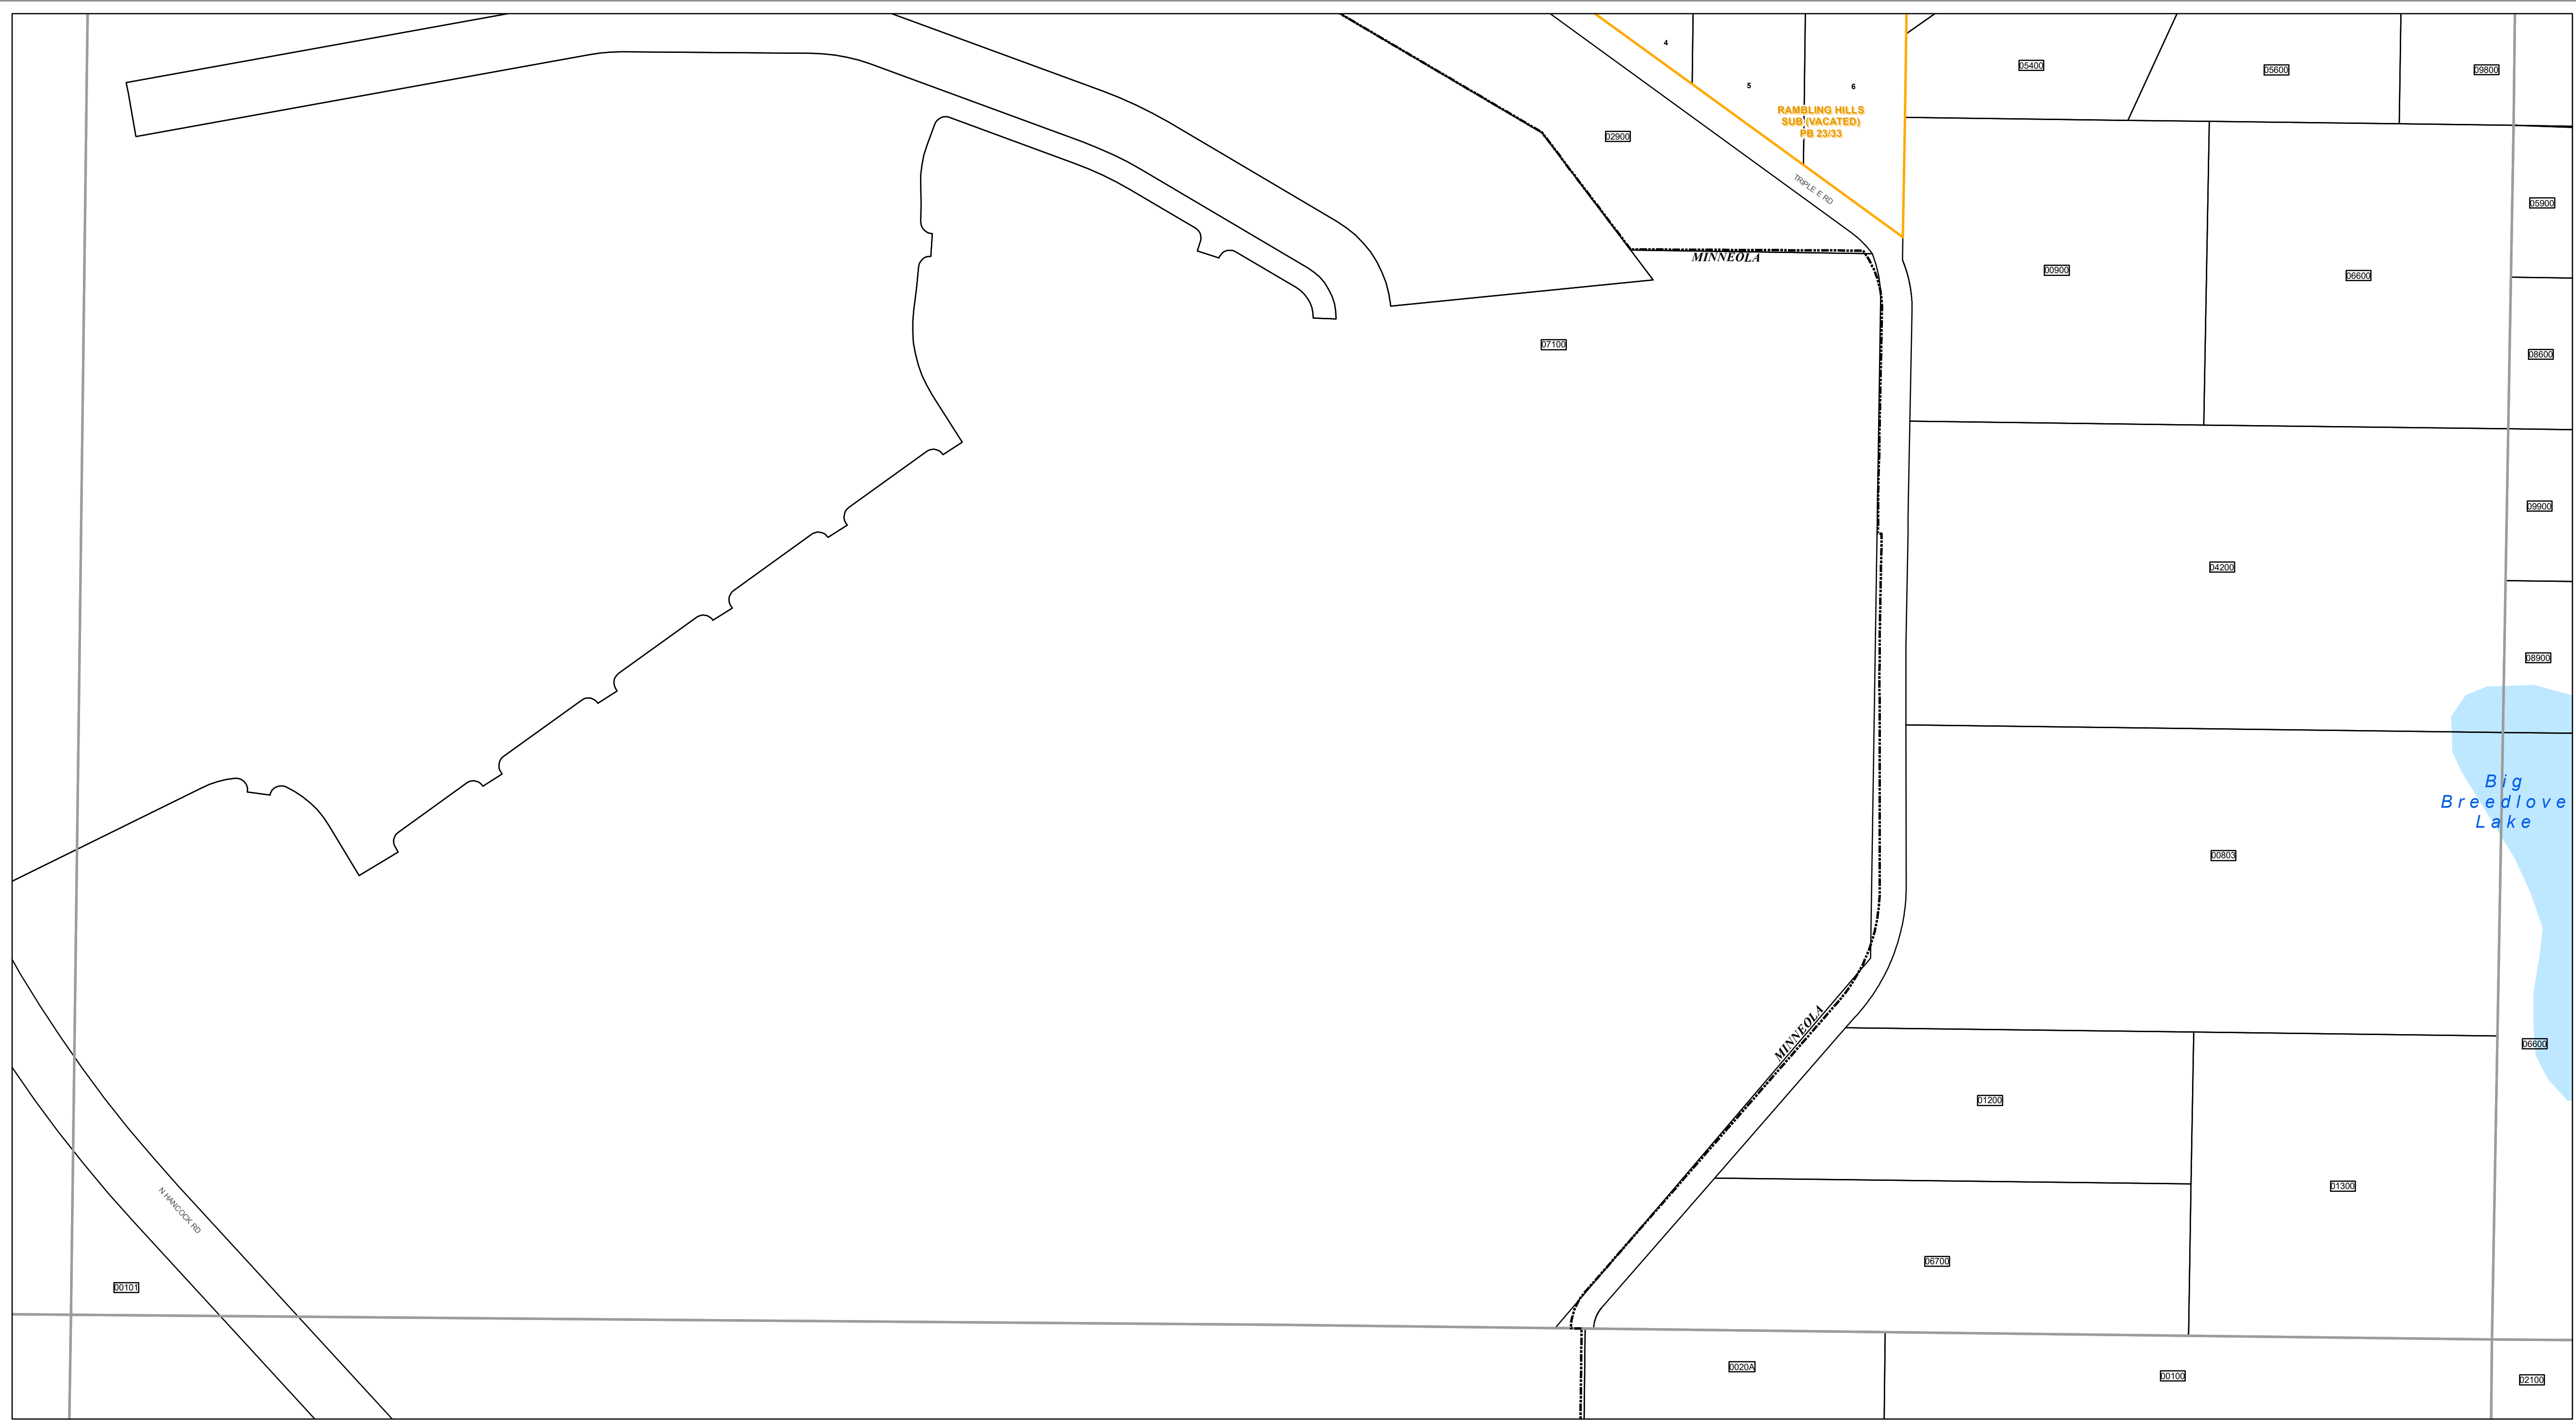 4
5
6
RAMBLING HILLS
SUB (VACATED)
PB 23/33
05400
05600
09800
02900
TRIPLE E RD
05900
MINNEOLA
00900
06600
07100
08600
09900
04200
08900
Big
Breedlove
Lake
00803
MINNEOLA
06600
01200
01300
N HANCOCK RD
06700
00101
0020A
00100
02100